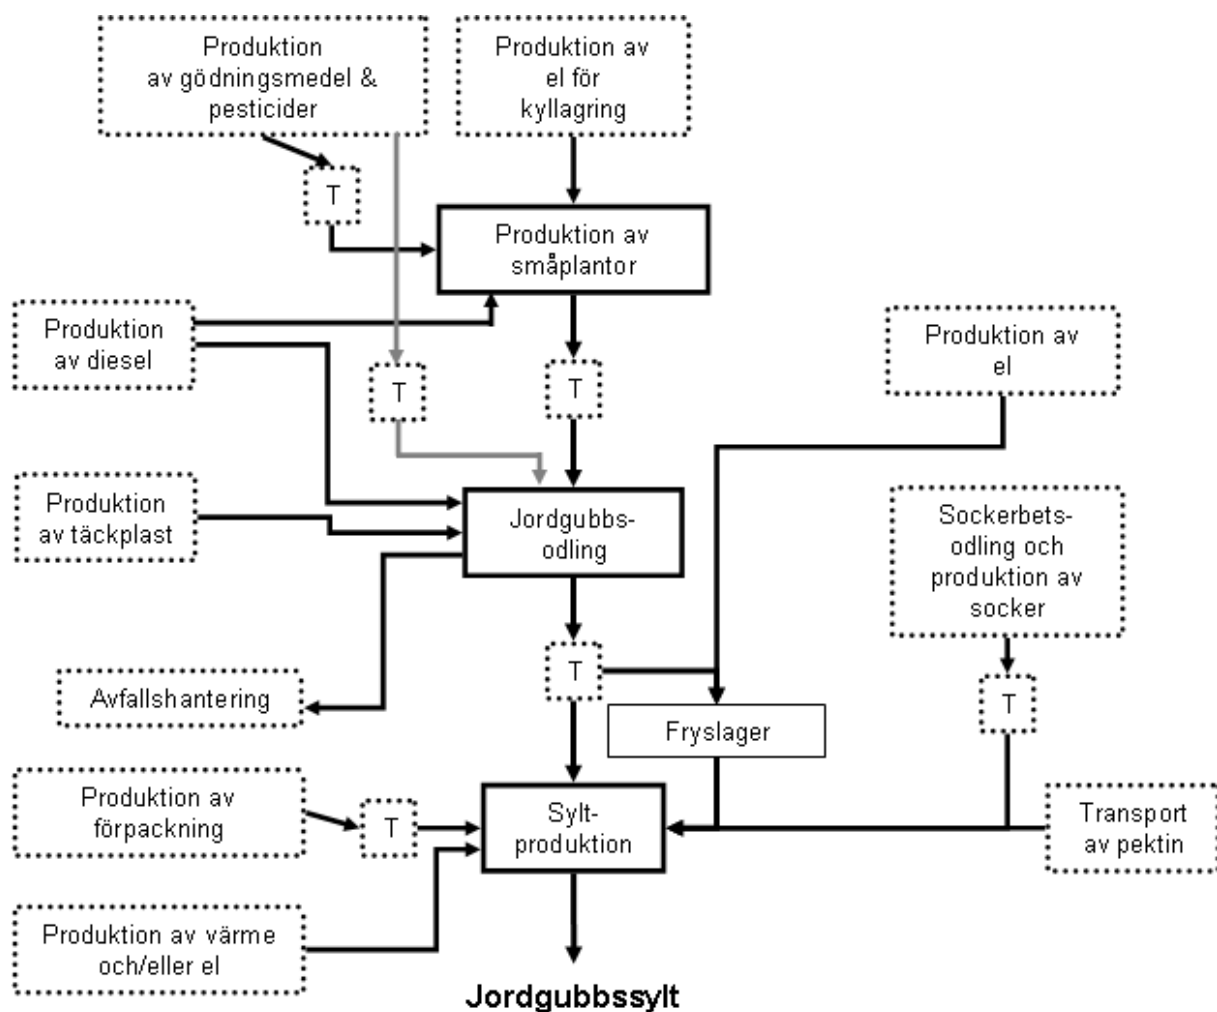 Produktion
av gödningsmedel &
pesticider
Produktion av
el för
kyllagring
T
Produktion av
småplantor
Produktion
av diesel
Produktion av
el
T
T
Produktion
av täckplast
Jordgubbs-
odling
Sockerbets-
odling och
produktion av
socker
T
Avfallshantering
T
Fryslager
Produktion av
förpackning
T
Sylt-
produktion
Transport
av pektin
Produktion av värme
och/eller el
Jordgubbssylt